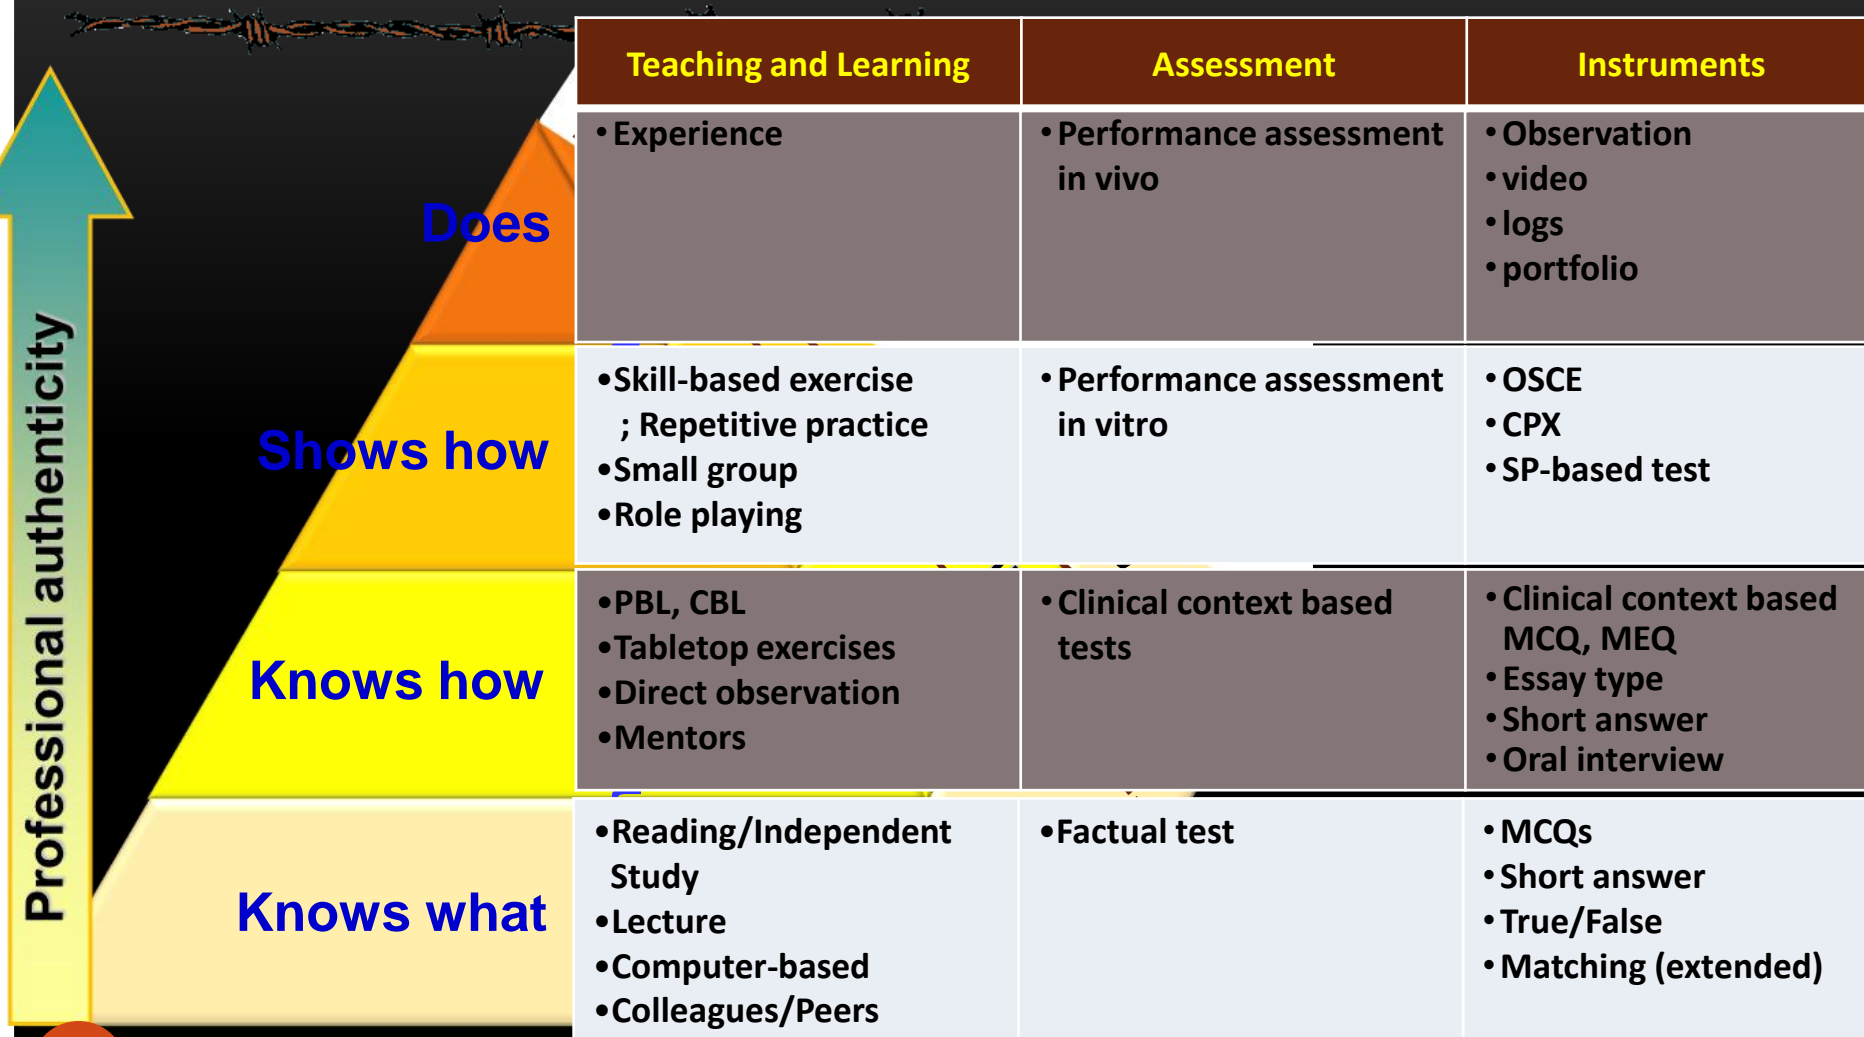 Teaching and Learning
Assessment
Instruments
Professional authenticity
Does
• Experience
• Performance assessment
in vivo
• Observation
• video
• logs
• portfolio
Shows how
•Skill-based exercise
; Repetitive practice
•Small group
•Role playing
• Performance assessment
in vitro
• OSCE
• CPX
• SP-based test
Knows how
•PBL, CBL
•Tabletop exercises
•Direct observation
•Mentors
• Clinical context based
tests
• Clinical context based
MCQ, MEQ
• Essay type
• Short answer
• Oral interview
Knows what
•Reading/Independent
Study
•Lecture
•Computer-based
•Colleagues/Peers
•Factual test
• MCQs
• Short answer
• True/False
• Matching (extended)